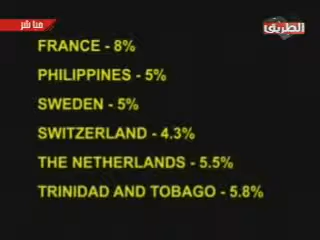 مباشر
الطريق
FRANCE - 8%
PHILIPPINES - 5%
SWEDEN - 5%
SWITZERLAND - 4.3%
THE NETHERLANDS - 5.5%
TRINIDAD AND TOBAGO - 5.8%